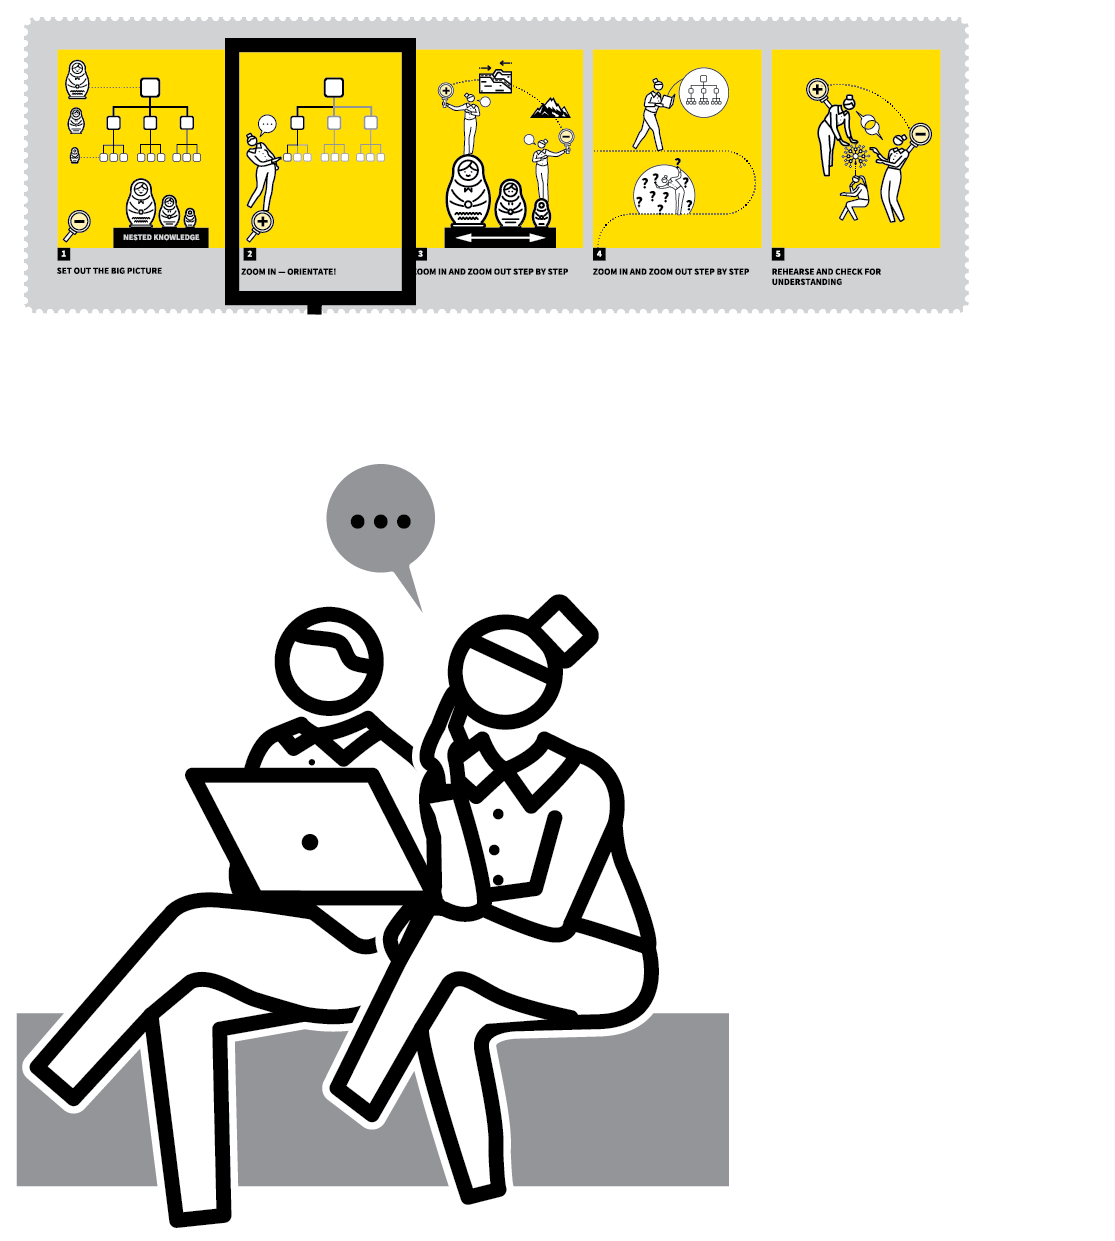 NESTED KNOWLEDGE
1
SET OUT THE BIG PICTURE
2
ZOOM IN — ORIENTATE!
3
ZOOM IN AND ZOOM OUT STEP BY STEP
4
ZOOM IN AND ZOOM OUT STEP BY STEP
? ? ? ? ? ? ? ?
5
REHEARSE AND CHECK FOR
UNDERSTANDING